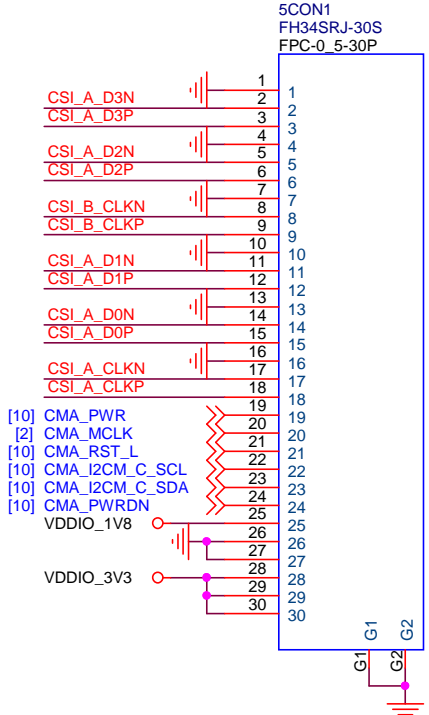 5CON1
FH34SRJ-30S
FPC-0_5-30P
1 1
CSI_A_D3N 2 2
CSI_A_D3P 3 3
4 4
CSI_A_D2N 5 5
CSI_A_D2P 6 6
7 7
CSI_B_CLKN 8 8
CSI_B_CLKP 9 9
10 10
CSI_A_D1N 11 11
CSI_A_D1P 12 12
13 13
CSI_A_D0N 14 14
CSI_A_D0P 15 15
16 16
CSI_A_CLKN 17 17
CSI_A_CLKP 18 18
[10] CMA_PWR 19 19
[2] CMA_MCLK 20 20
[10] CMA_RST_L 21 21
[10] CMA_I2CM_C_SCL 22 22
[10] CMA_I2CM_C_SDA 23 23
[10] CMA_PWRDN 24 24
VDDIO_1V8 25 25
26 26
27 27
VDDIO_3V3 28 28
29 29
30 30
G1 G2
G1 G2